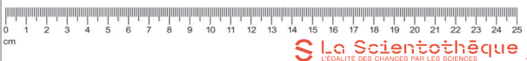 0 1 2 3 4 5 6 7 8 9 10 11 12 13 14 15 16 17 18 19 20 21 22 23 24 25
cm
La Scientothèque
L'ÉGALITÉ DES CHANCES PAR LES SCIENCES